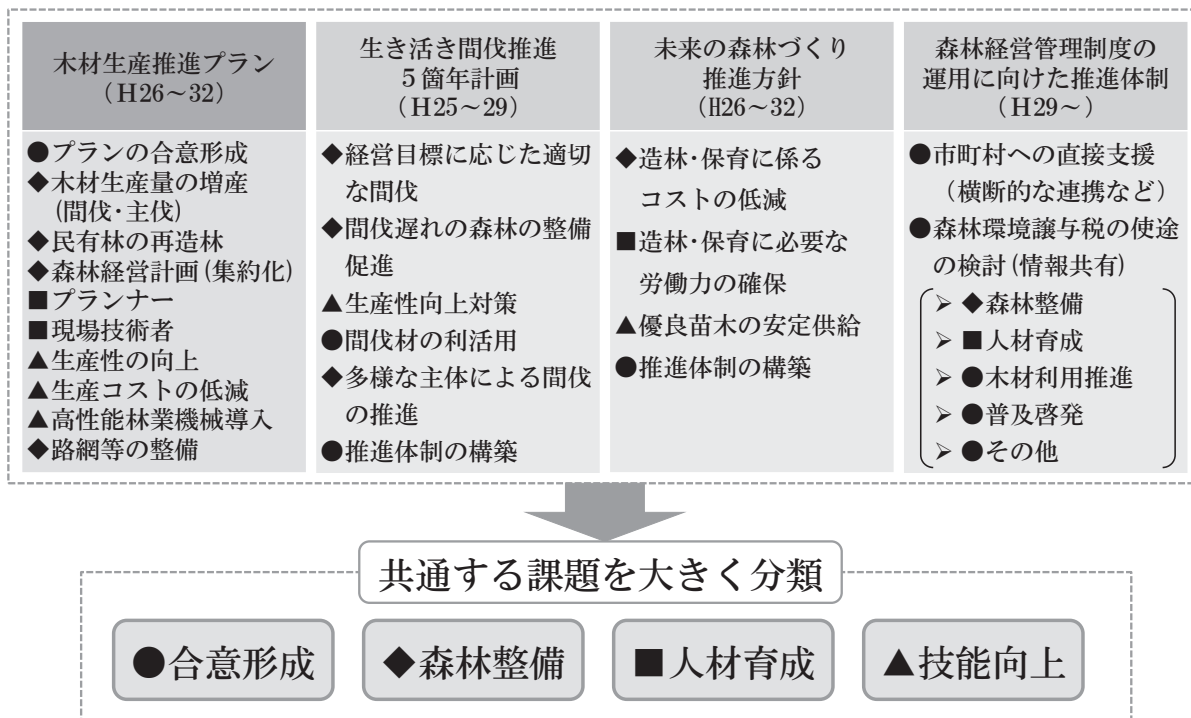 木材生産推進プラン
（H26～32）
●プランの合意形成
◆木材生産量の増産
(間伐・主伐)
◆民有林の再造林
◆森林経営計画(集約化)
■プランナー
■現場技術者
▲生産性の向上
▲生産コストの低減
▲高性能林業機械導入
◆路網等の整備
生き活き間伐推進
５箇年計画
（H25～29）
◆経営目標に応じた適切
な間伐
◆間伐遅れの森林の整備
促進
▲生産性向上対策
●間伐材の利活用
◆多様な主体による間伐
の推進
●推進体制の構築
未来の森林づくり
推進方針
（H26～32）
◆造林・保育に係る
コストの低減
■造林・保育に必要な
労働力の確保
▲優良苗木の安定供給
●推進体制の構築
森林経営管理制度の
運用に向けた推進体制
（H29～）
●市町村への直接支援
（横断的な連携など）
●森林環境譲与税の使途
の検討(情報共有)
➢ ◆森林整備
➢ ■人材育成
➢ ●木材利用推進
➢ ●普及啓発
➢ ●その他
共通する課題を大きく分類
●合意形成
◆森林整備
■人材育成
▲技能向上